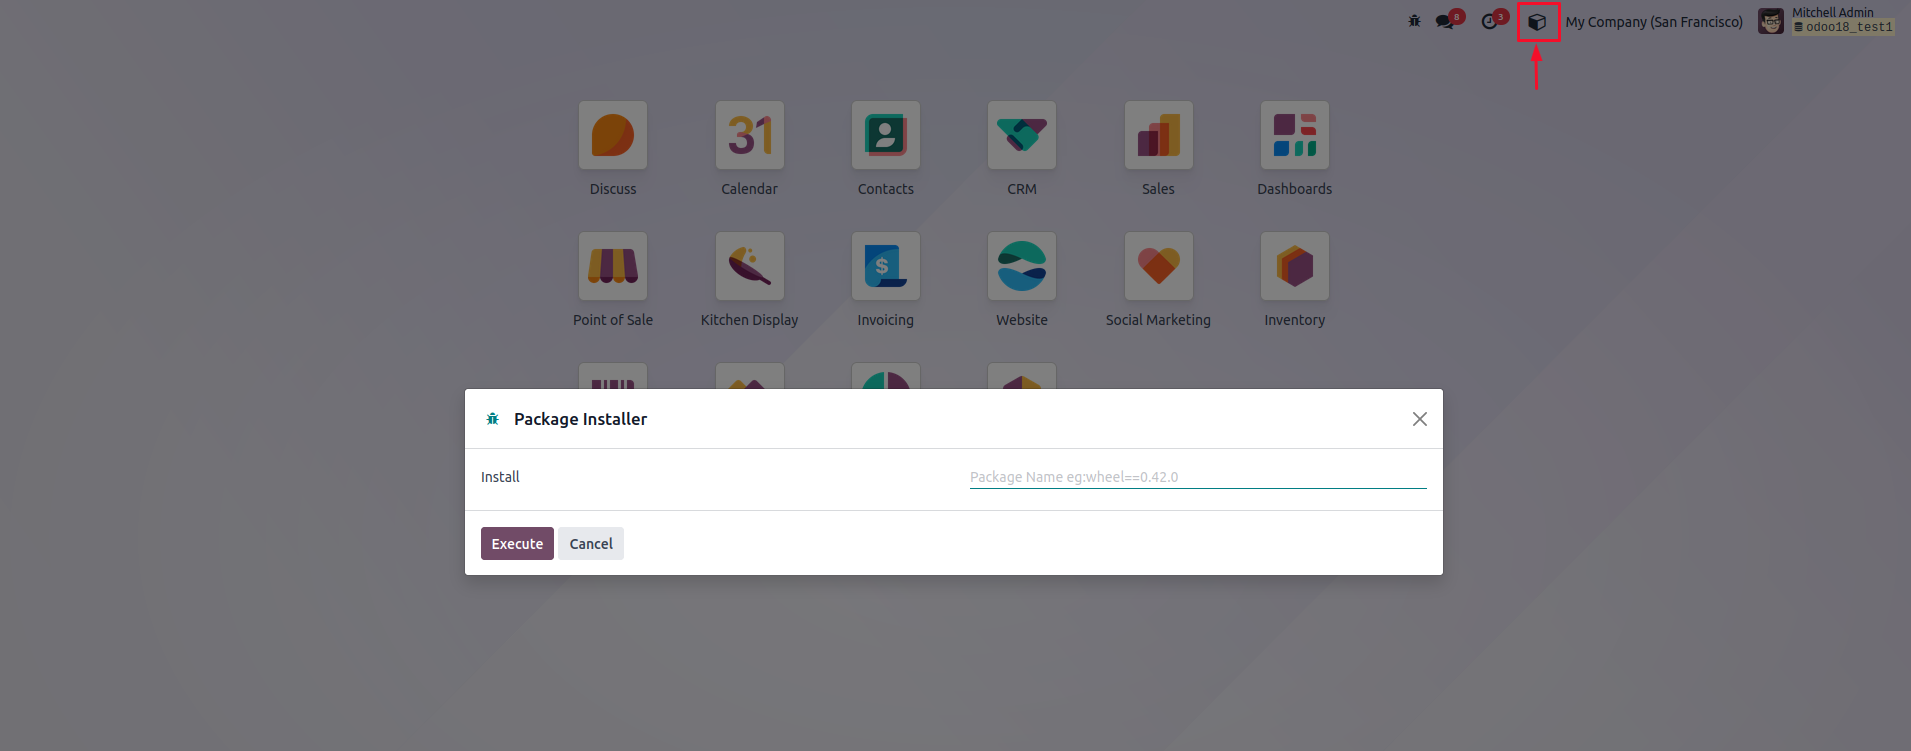 8
3
My Company (San Francisco)
Mitchell Admin
odoo18_test1
31
Discuss
Calendar
Contacts
CRM
Sales
Dashboards
$
Point of Sale
Kitchen Display
Invoicing
Website
Social Marketing
Inventory
Package Installer
Install
Package Name eg:wheel==0.42.0
Execute
Cancel